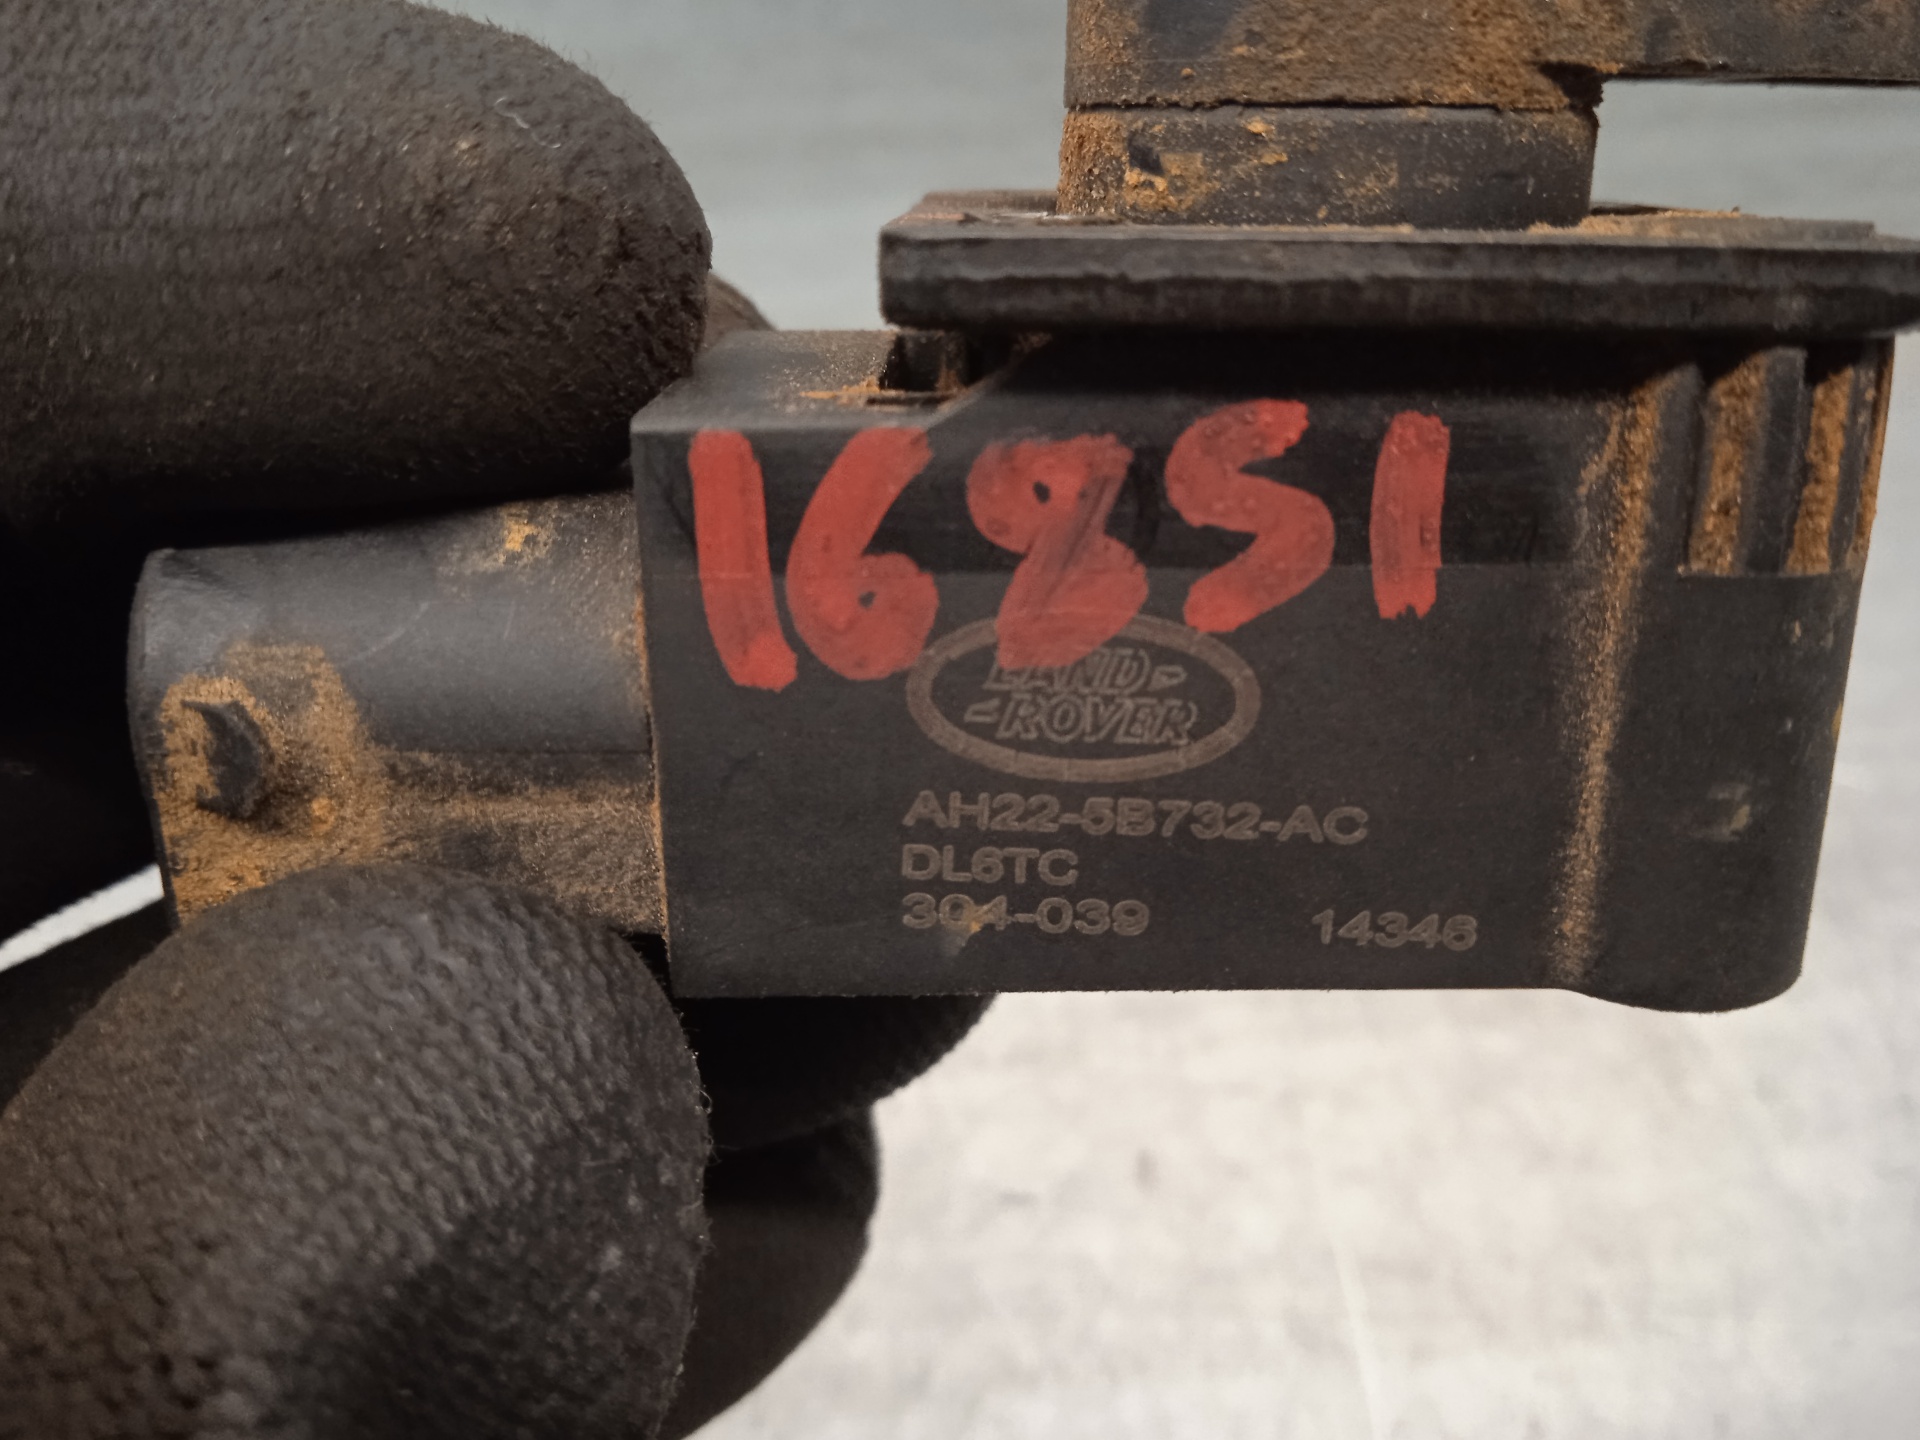 16851
LAND
ROVER
AH22-5B732-AC
DL6TC
304-039 14346